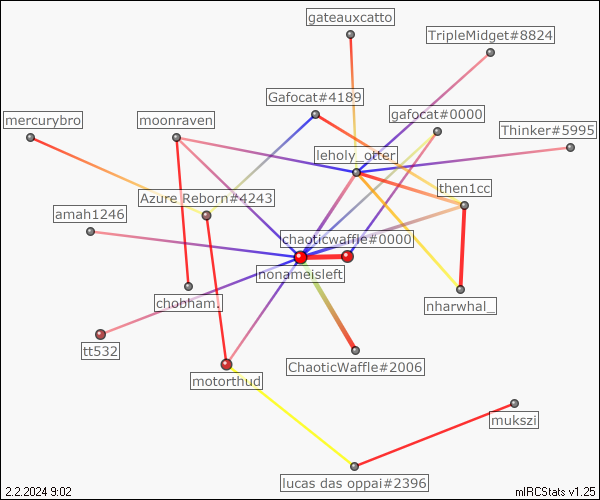 gateauxcatto
TripleMidget#8824
Gafocat#4189
gafocat#0000
mercurybro
moonraven
Thinker#5995
leholy_otter
then1cc
Azure Reborn#4243
amah1246
chaoticwaffle#0000
nonameisleft
chobham.
nharwhal_
tt532
ChaoticWaffle#2006
motorthud
mukszi
lucas das oppai#2396
2.2.2024 9:02
mIRCStats v1.25